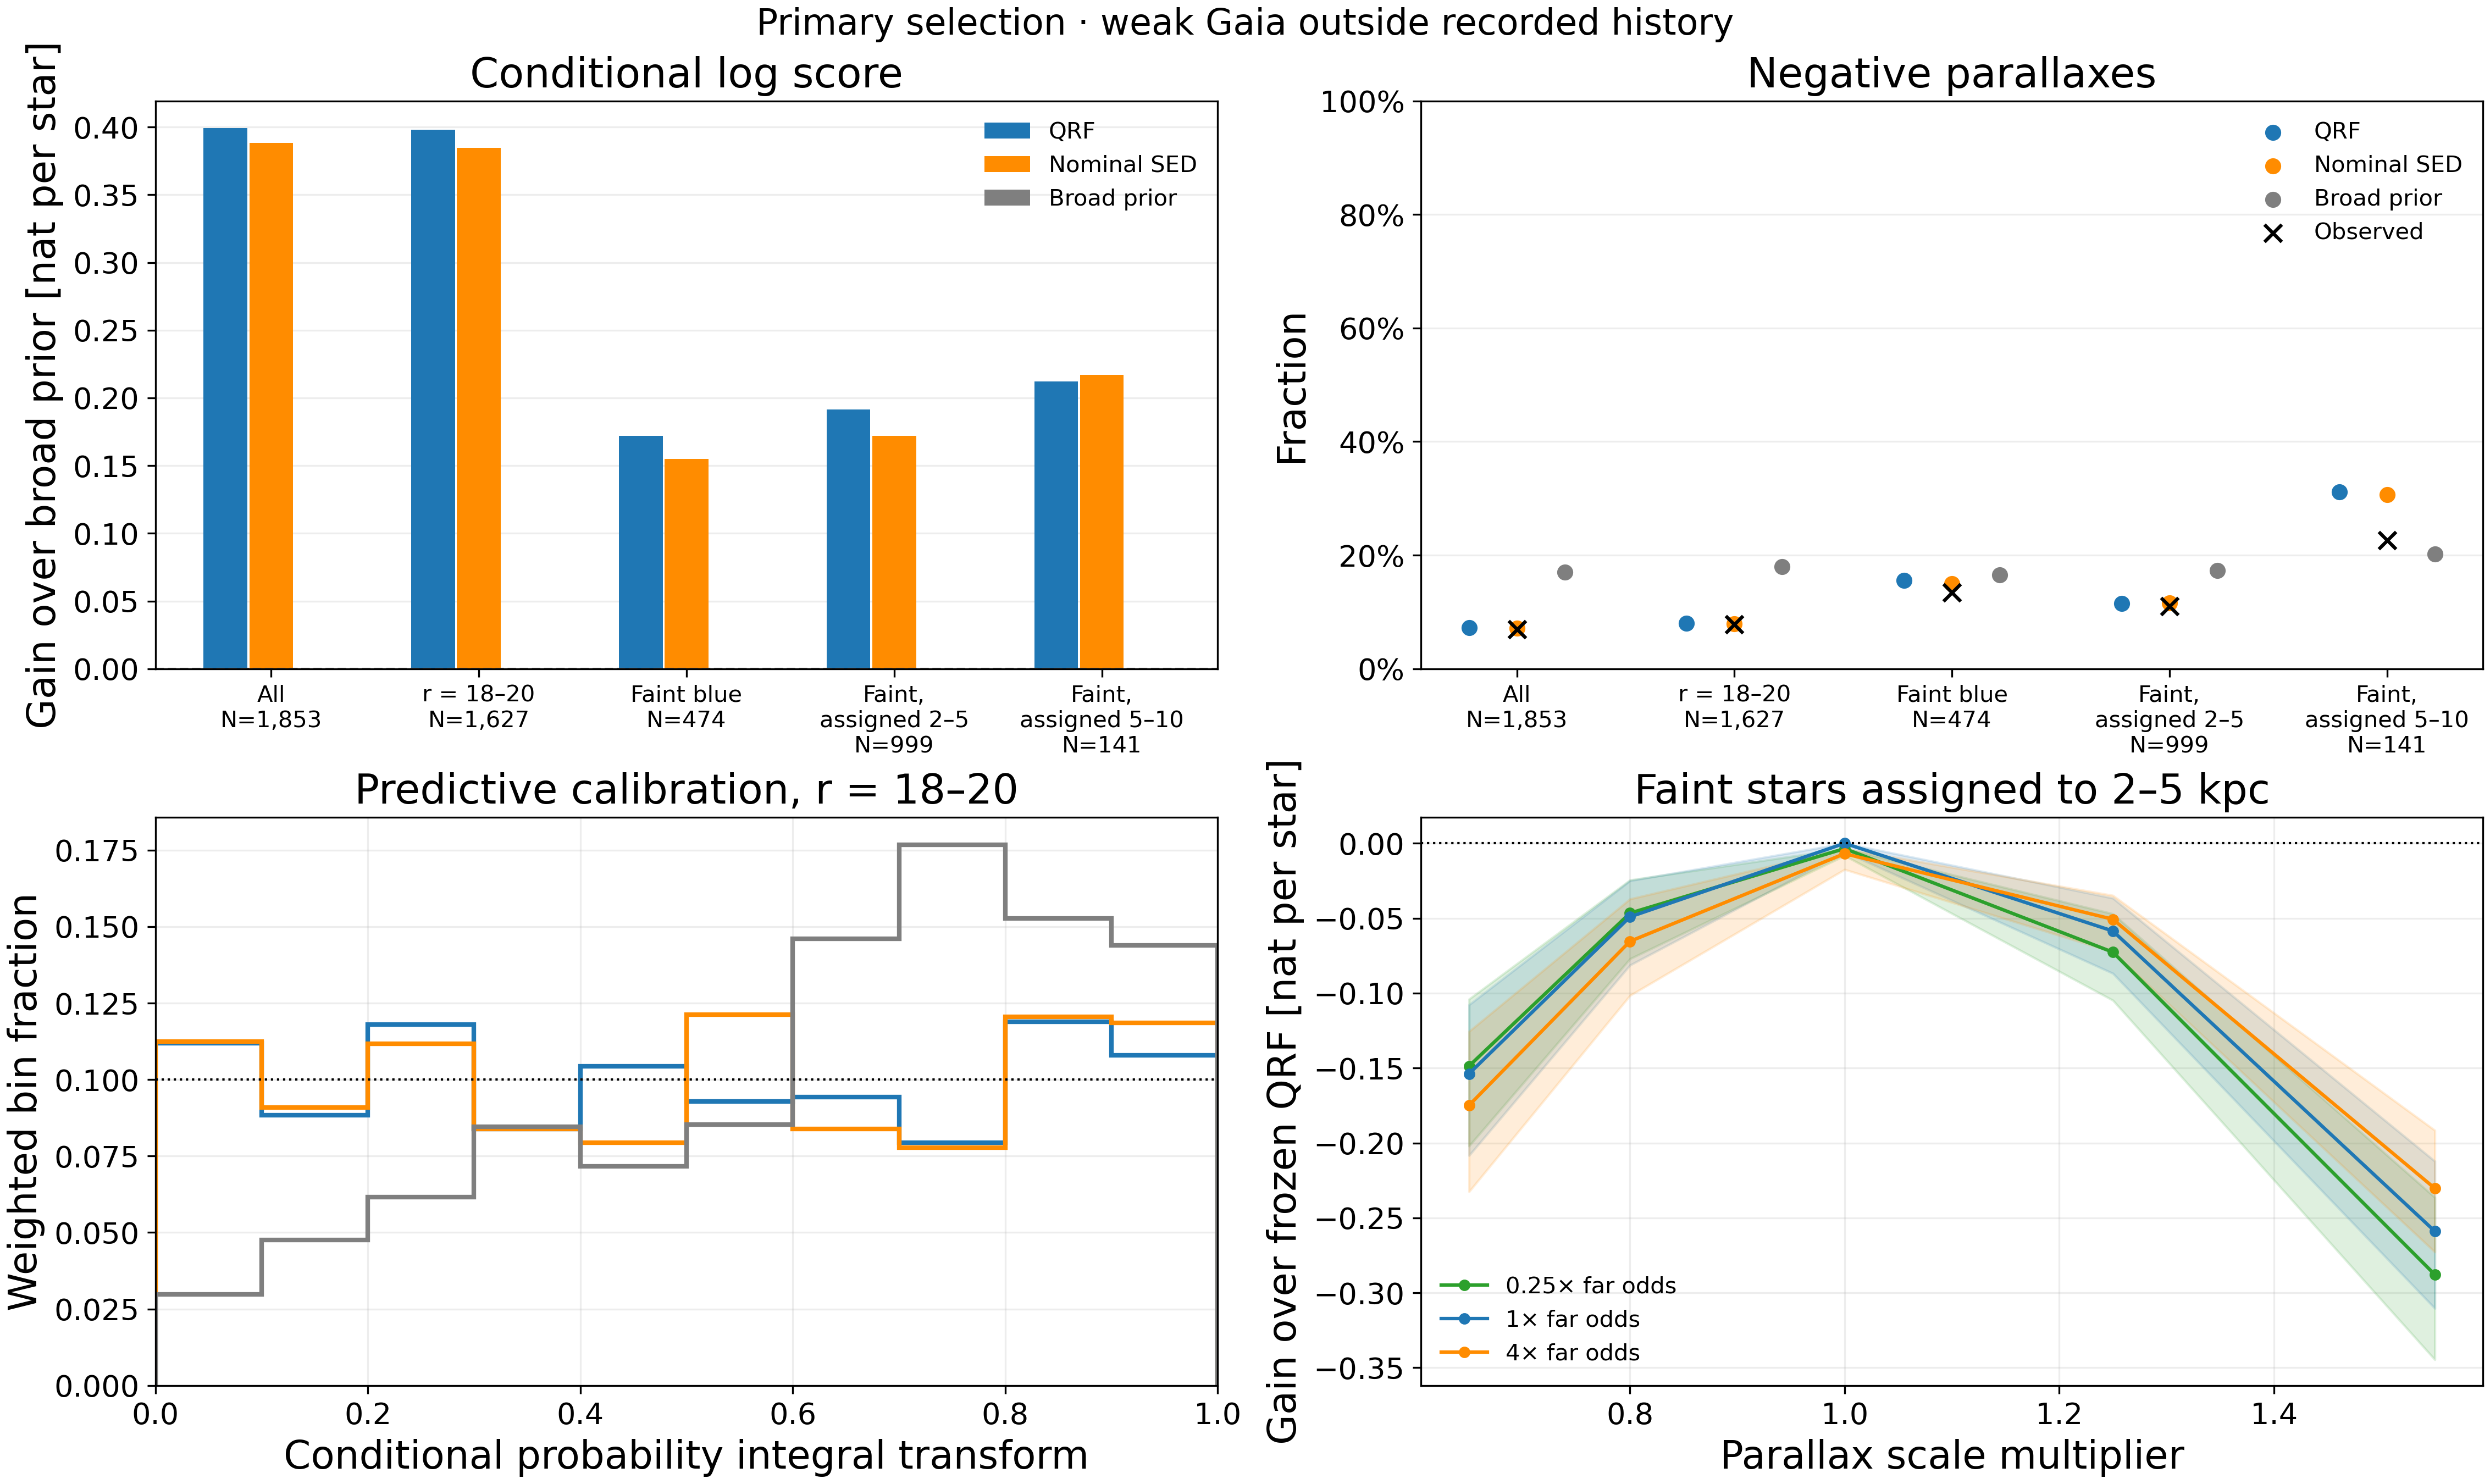 Primary selection · weak Gaia outside recorded history
Conditional log score
Gain over broad prior [nat per star]
0.40
0.35
0.30
0.25
0.20
0.15
0.10
0.05
0.00
QRF
Nominal SED
Broad prior
All
N=1,853
r = 18–20
N=1,627
Faint blue
N=474
Faint,
assigned 2–5
N=999
Faint,
assigned 5–10
N=141
Negative parallaxes
Fraction
100%
80%
60%
40%
20%
0%
QRF
Nominal SED
Broad prior
Observed
All
N=1,853
r = 18–20
N=1,627
Faint blue
N=474
Faint,
assigned 2–5
N=999
Faint,
assigned 5–10
N=141
Predictive calibration, r = 18–20
Weighted bin fraction
0.175
0.150
0.125
0.100
0.075
0.050
0.025
0.000
0.0
0.2
0.4
0.6
0.8
1.0
Conditional probability integral transform
Faint stars assigned to 2–5 kpc
Gain over frozen QRF [nat per star]
0.00
−0.05
−0.10
−0.15
−0.20
−0.25
−0.30
−0.35
0.25× far odds
1× far odds
4× far odds
0.8
1.0
1.2
1.4
Parallax scale multiplier